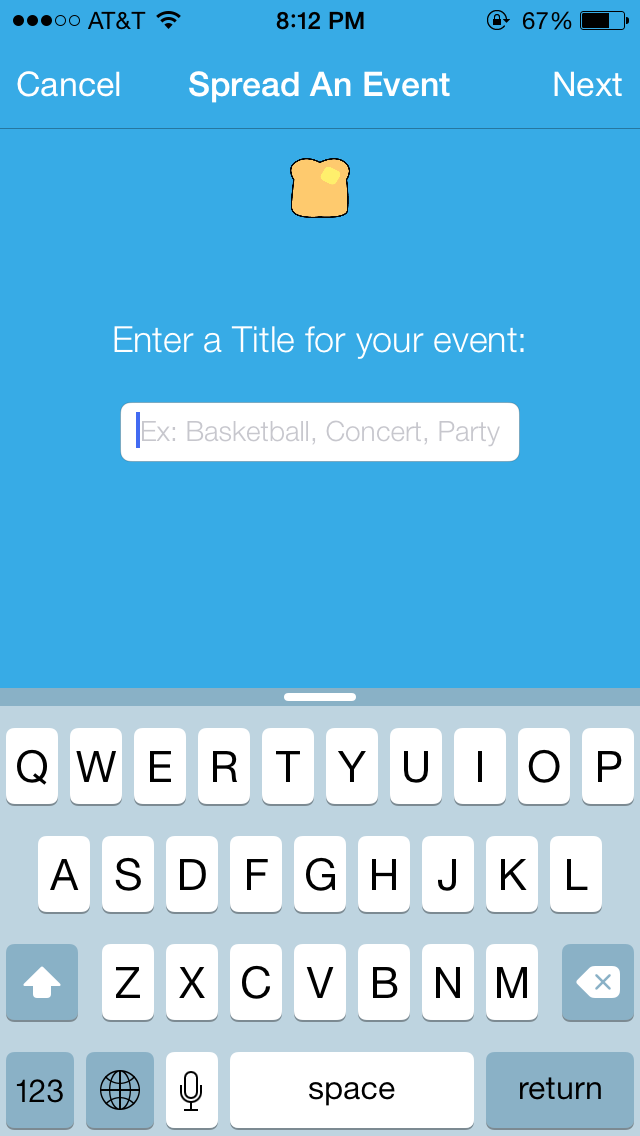 AT&T 8:12 PM 67%
Cancel Spread An Event Next
Enter a Title for your event:
Ex: Basketball, Concert, Party
Q W E R T Y U I O P
A S D F G H J K L
Z X C V B N M
123 space return